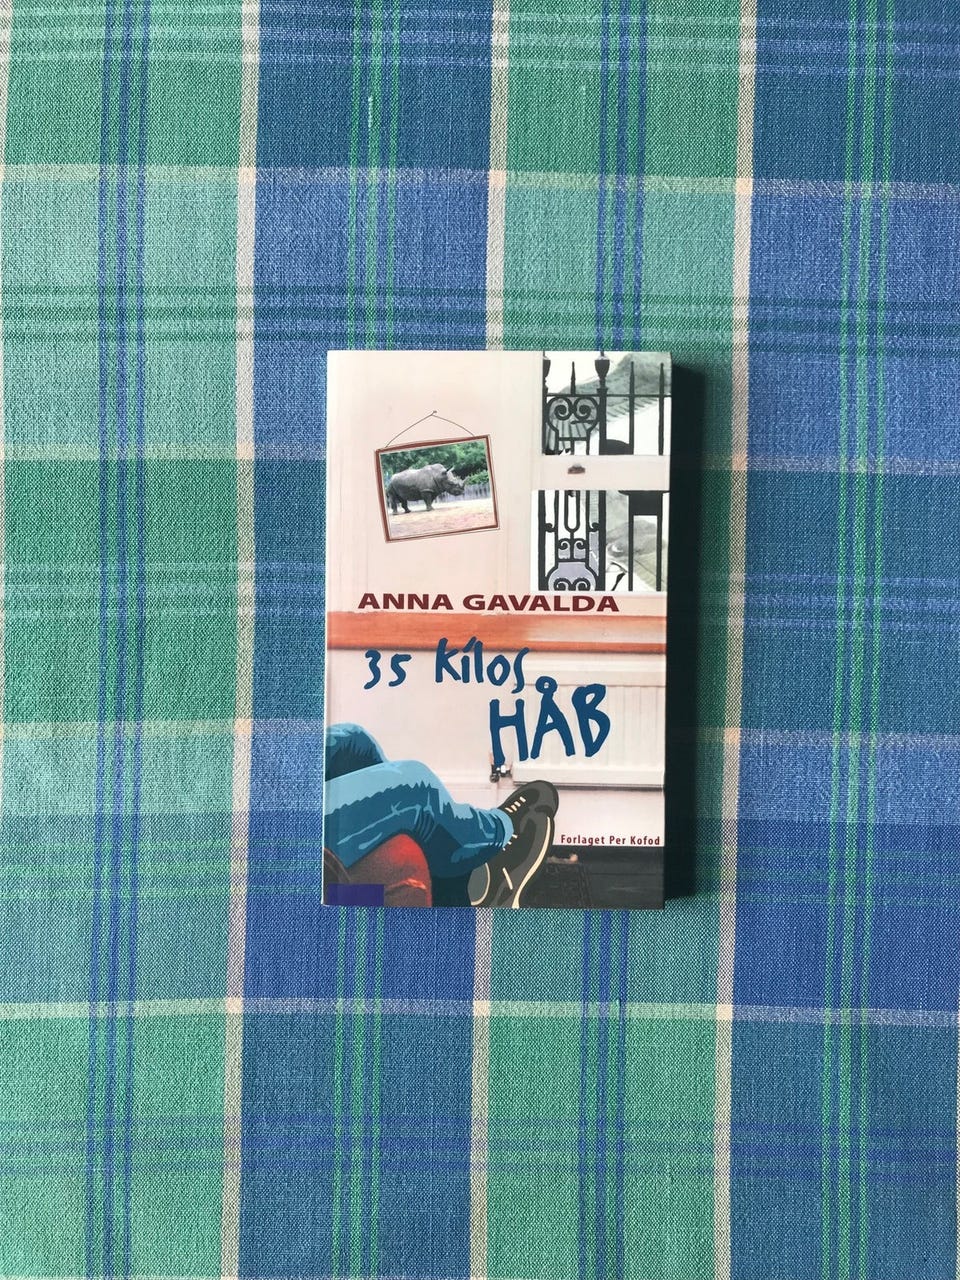 ANNA GAVALDA
35 kilos
HÅB
Forlaget Per Kofod